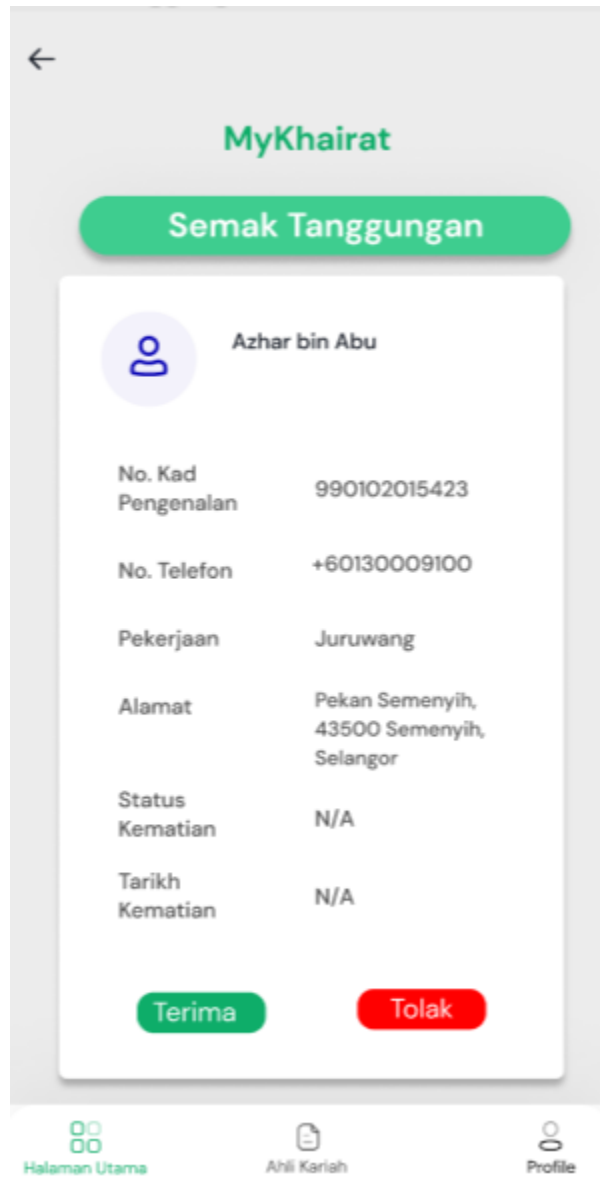 MyKhairat
Semak Tanggungan
Azhar bin Abu
No. Kad
Pengenalan
990102015423
No. Telefon
+60130009100
Pekerjaan
Juruwang
Alamat
Pekan Semenyih,
43500 Semenyih,
Selangor
Status
Kematian
N/A
Tarikh
Kematian
N/A
Terima
Tolak
Halaman Utama
Ahli Kariah
Profile